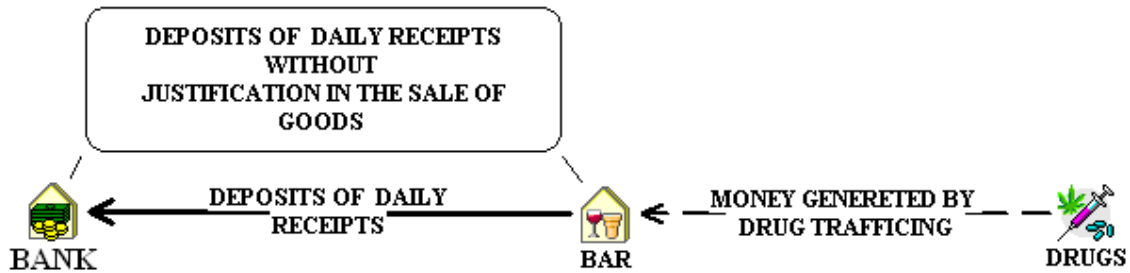 DEPOSITS OF DAILY RECEIPTS
WITHOUT
JUSTIFICATION IN THE SALE OF
GOODS
DEPOSITS OF DAILY
RECEIPTS
MONEY GENERETED BY
DRUG TRAFFICING
BANK
BAR
DRUGS